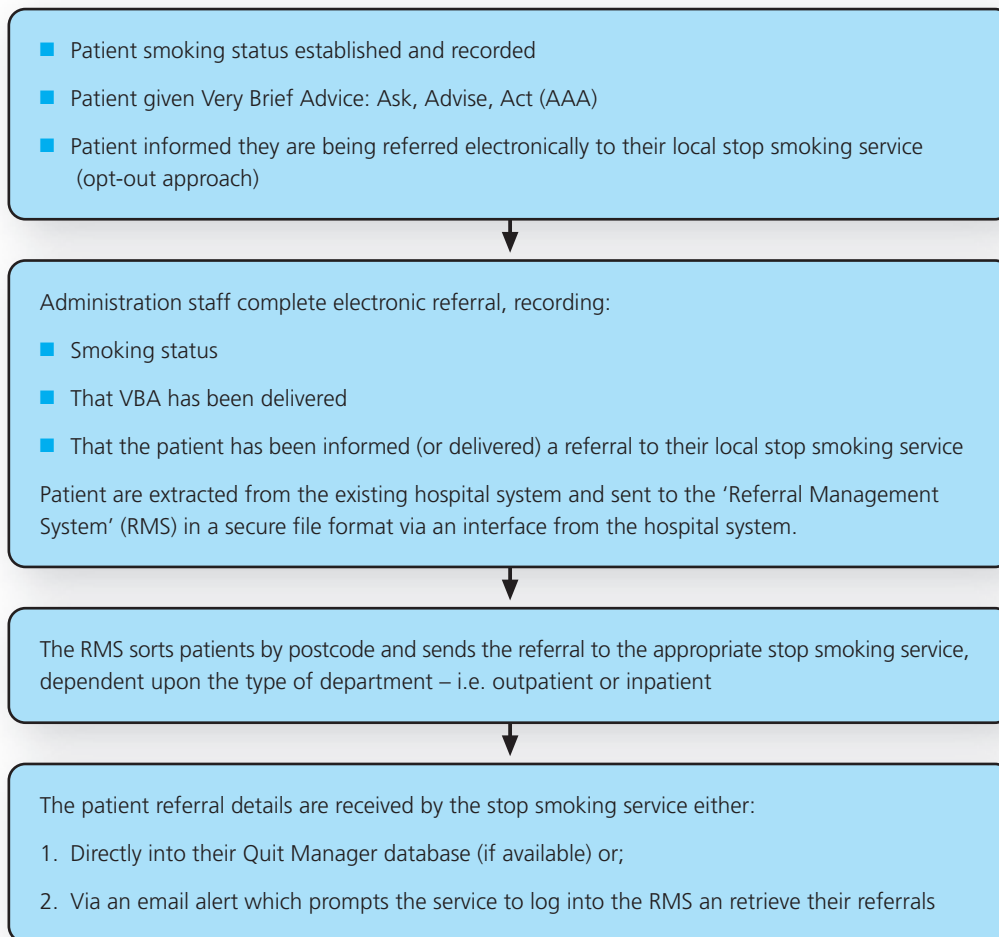 Patient smoking status established and recorded
Patient given Very Brief Advice: Ask, Advise, Act (AAA)
Patient informed they are being referred electronically to their local stop smoking service
(opt-out approach)
Administration staff complete electronic referral, recording:
Smoking status
That VBA has been delivered
That the patient has been informed (or delivered) a referral to their local stop smoking service
Patient are extracted from the existing hospital system and sent to the ‘Referral Management
System’ (RMS) in a secure file format via an interface from the hospital system.
The RMS sorts patients by postcode and sends the referral to the appropriate stop smoking service,
dependent upon the type of department – i.e. outpatient or inpatient
The patient referral details are received by the stop smoking service either:
1. Directly into their Quit Manager database (if available) or;
2. Via an email alert which prompts the service to log into the RMS an retrieve their referrals